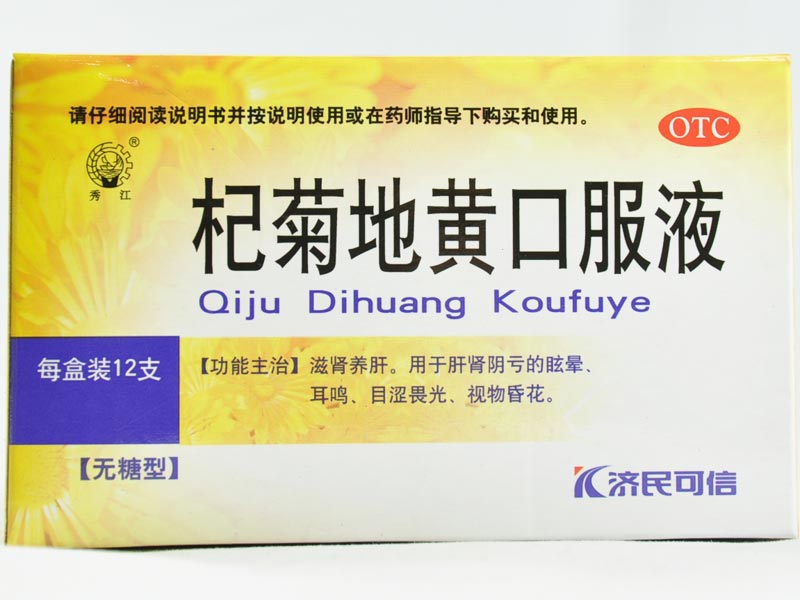 请仔细阅读说明书并按说明使用或在药师指导下购买和使用。
OTC
®
秀江
杞菊地黄口服液
Qiju Dihuang Koufuye
每盒装12支
【功能主治】滋肾养肝。用于肝肾阴亏的眩晕、
耳鸣、目涩畏光、视物昏花。
【无糖型】
济民可信